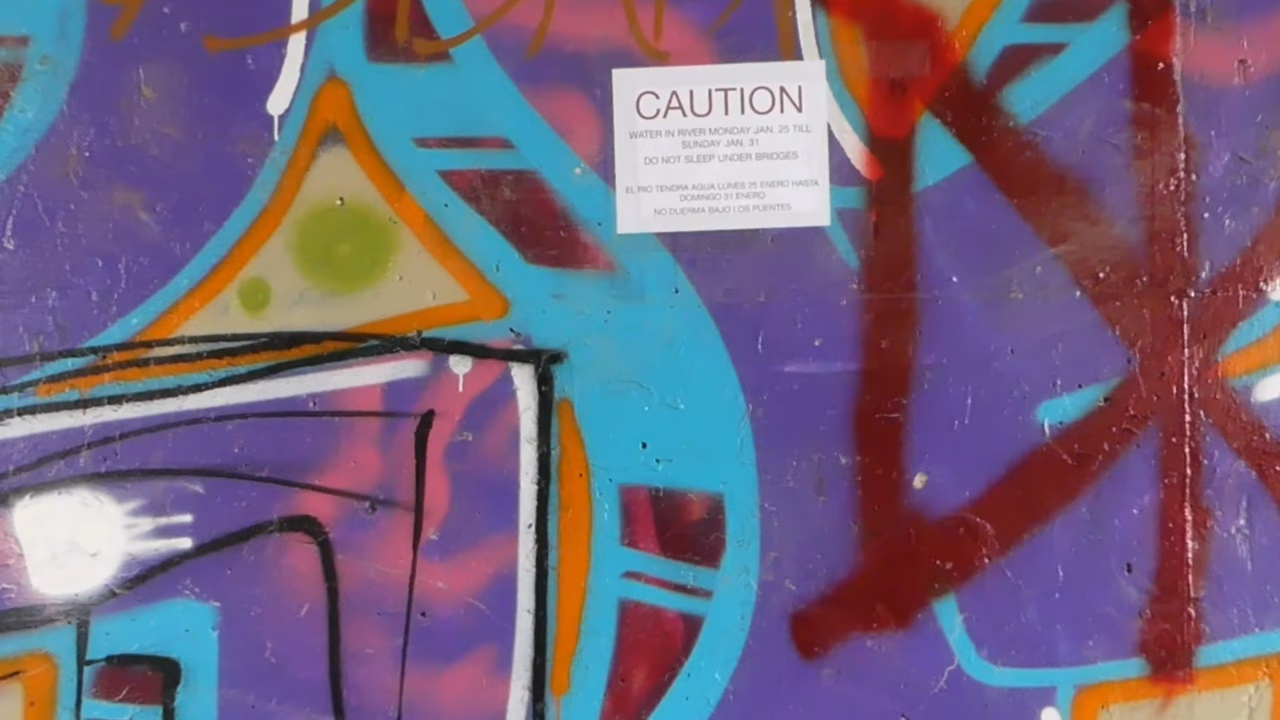 CAUTION
WATER IN RIVER MONDAY JAN. 25 TILL
SUNDAY JAN. 31
DO NOT SLEEP UNDER BRIDGES
EL RIO TENDRA AGUA LUNES 25 ENERO HASTA
DOMINGO 31 ENERO
NO DUERMA BAJO LOS PUENTES